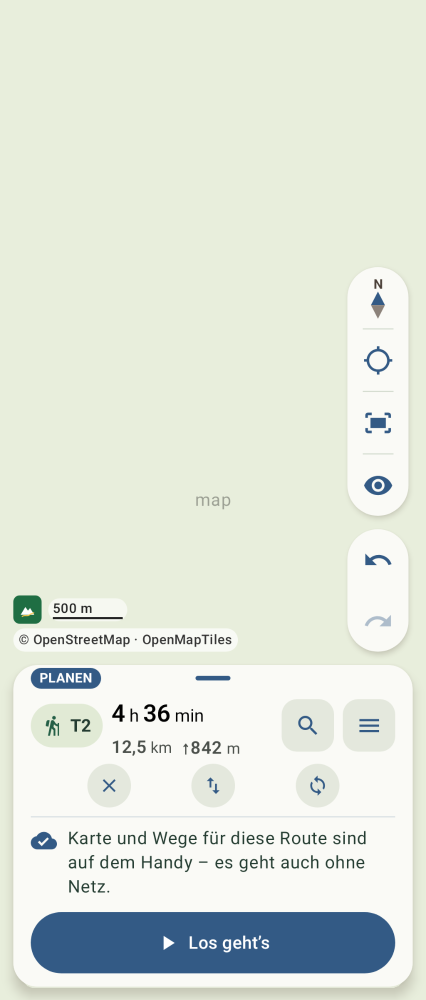 N
map
500 m
© OpenStreetMap · OpenMapTiles
PLANEN
T2
4 h 36 min
12,5 km ↑842 m
Karte und Wege für diese Route sind
auf dem Handy – es geht auch ohne
Netz.
Los geht’s